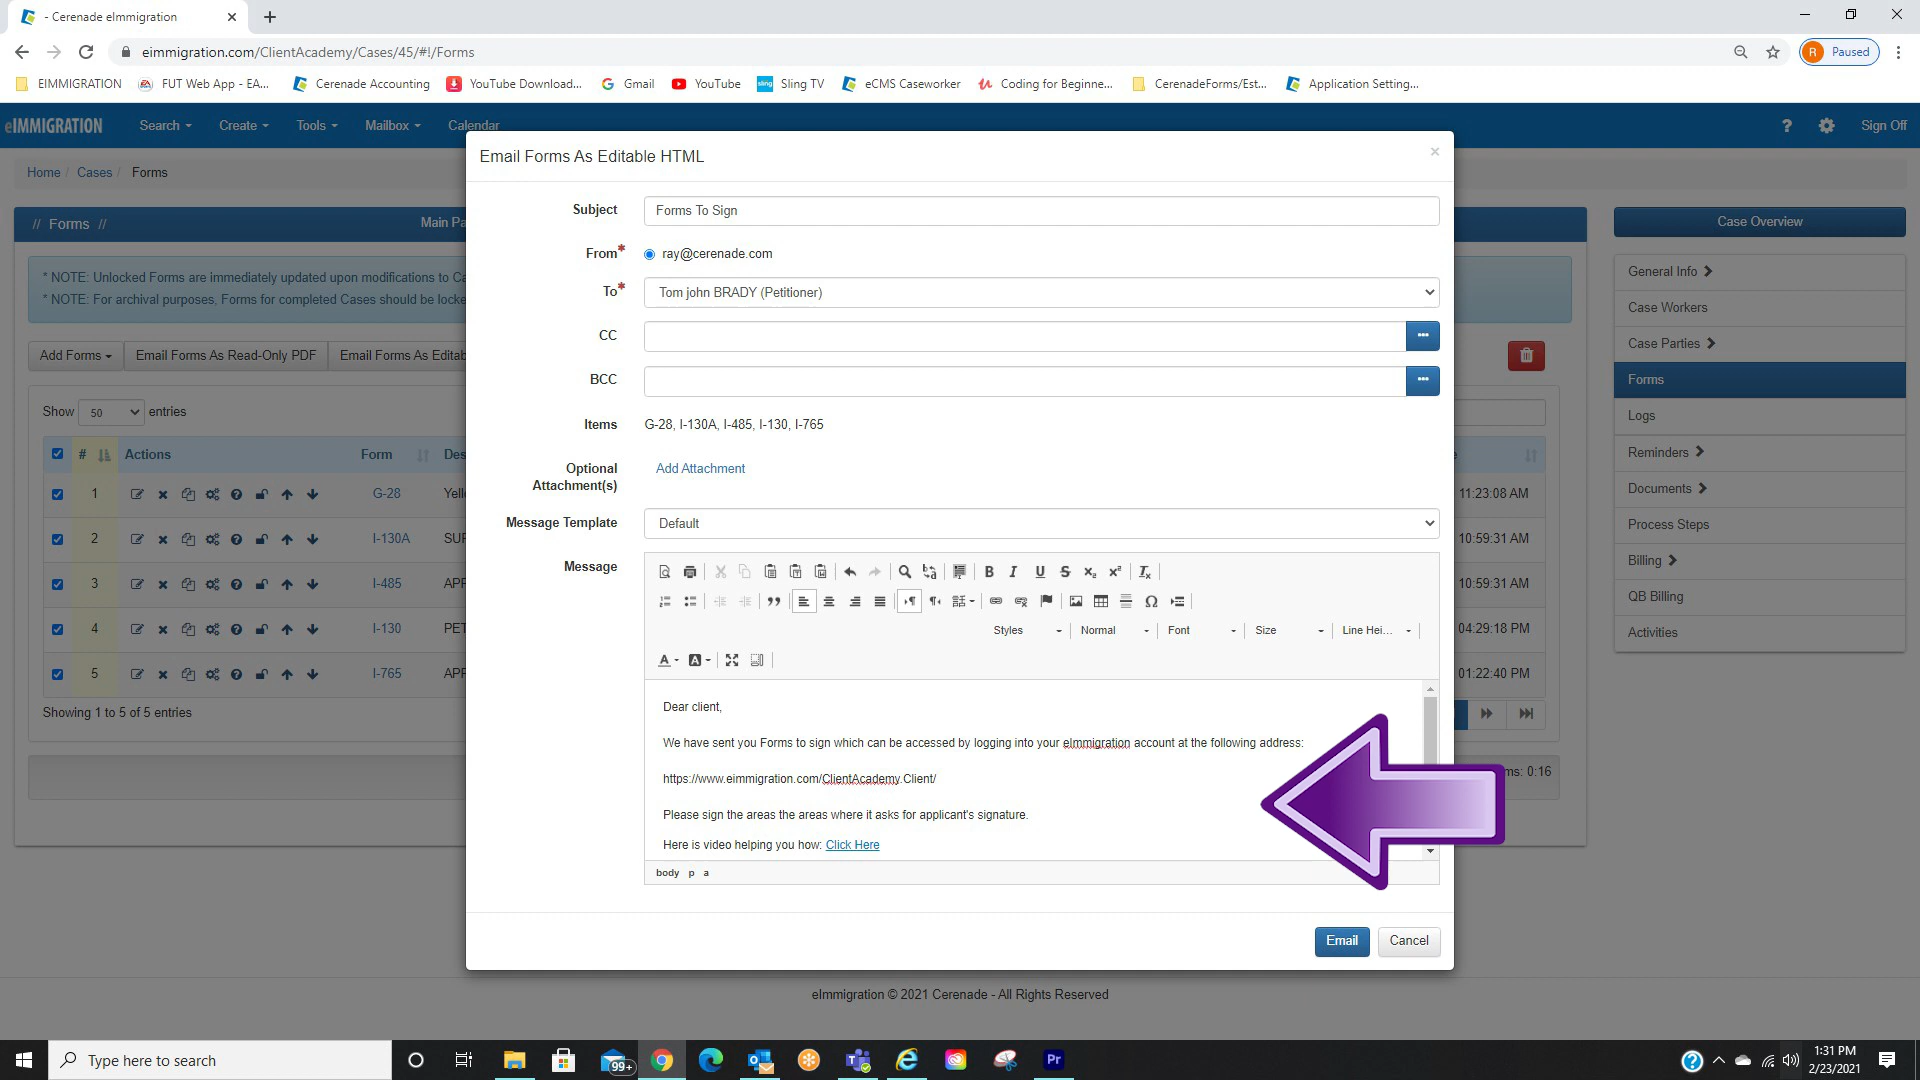 - Cerenade eImmigration
eimmigration.com/ClientAcademy/Cases/45/#!/Forms
R Paused
EIMMIGRATION
FUT Web App - EA...
Cerenade Accounting
YouTube Download...
Gmail
YouTube
Sling TV
eCMS Caseworker
Coding for Beginne...
CerenadeForms/Est...
Application Setting...
eIMMIGRATION
Search
Create
Tools
Mailbox
Calendar
?
Sign Off
Home / Cases / Forms
// Forms //
Main Pa
* NOTE: Unlocked Forms are immediately updated upon modifications to Ca
* NOTE: For archival purposes, Forms for completed Cases should be locke
Add Forms
Email Forms As Read-Only PDF
Email Forms As Editab
Show 50 entries
# Actions Form Des
1 G-28 Yell
2 I-130A SUP
3 I-485 APP
4 I-130 PET
5 I-765 APP
Showing 1 to 5 of 5 entries
Email Forms As Editable HTML
×
Subject
Forms To Sign
From*
ray@cerenade.com
To*
Tom john BRADY (Petitioner)
CC
BCC
Items
G-28, I-130A, I-485, I-130, I-765
Optional
Attachment(s)
Add Attachment
Message Template
Default
Message
Styles
Normal
Font
Size
Line Hei...
Dear client,
We have sent you Forms to sign which can be accessed by logging into your eImmigration account at the following address:
https://www.eimmigration.com/ClientAcademy.Client/
Please sign the areas the areas where it asks for applicant's signature.
Here is video helping you how: Click Here
body p a
Email
Cancel
11:23:08 AM
10:59:31 AM
10:59:31 AM
04:29:18 PM
01:22:40 PM
ms: 0:16
Case Overview
General Info
Case Workers
Case Parties
Forms
Logs
Reminders
Documents
Process Steps
Billing
QB Billing
Activities
eImmigration © 2021 Cerenade - All Rights Reserved
Type here to search
99+
Pr
1:31 PM
2/23/2021